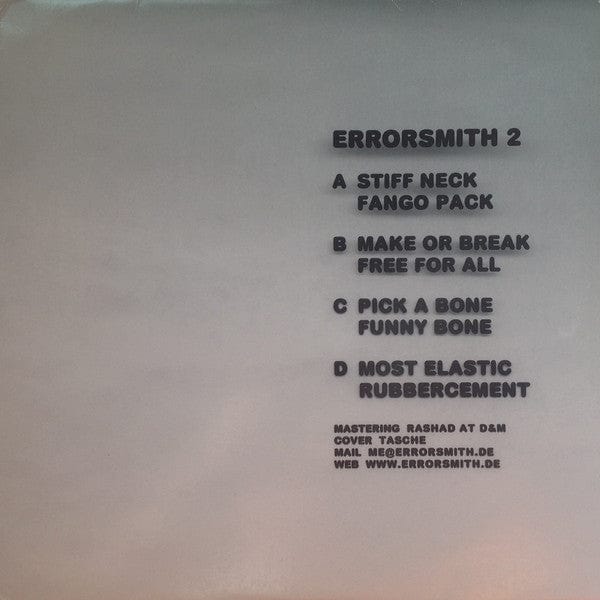 ERRORSMITH 2
A STIFF NECK
FANGO PACK
B MAKE OR BREAK
FREE FOR ALL
C PICK A BONE
FUNNY BONE
D MOST ELASTIC
RUBBERCEMENT
MASTERING RASHAD AT D&M
COVER TASCHE
MAIL ME@ERRORSMITH.DE
WEB WWW.ERRORSMITH.DE